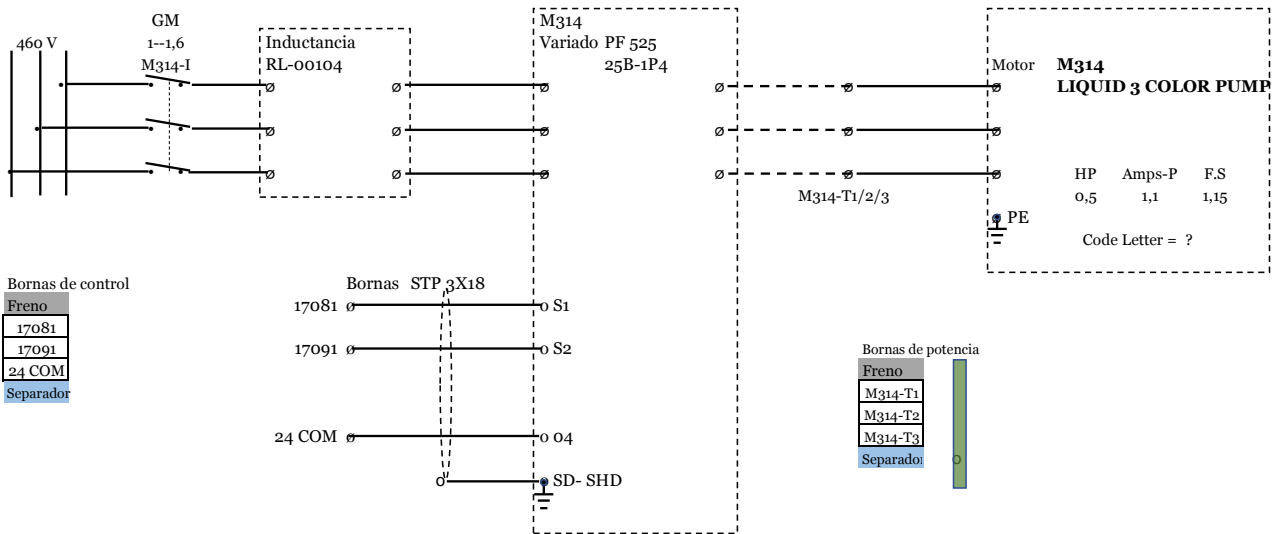 460 V
GM
1--1,6
M314-I
Inductancia
RL-00104
M314
Variado PF 525
25B-1P4
Motor M314
LIQUID 3 COLOR PUMP
HP Amps-P F.S
0,5 1,1 1,15
M314-T1/2/3
PE
Code Letter = ?
Bornas de control
Freno
17081
17091
24 COM
Separador
Bornas STP 3X18
17081 S1
17091 S2
24 COM 04
SD- SHD
Bornas de potencia
Freno
M314-T1
M314-T2
M314-T3
Separador